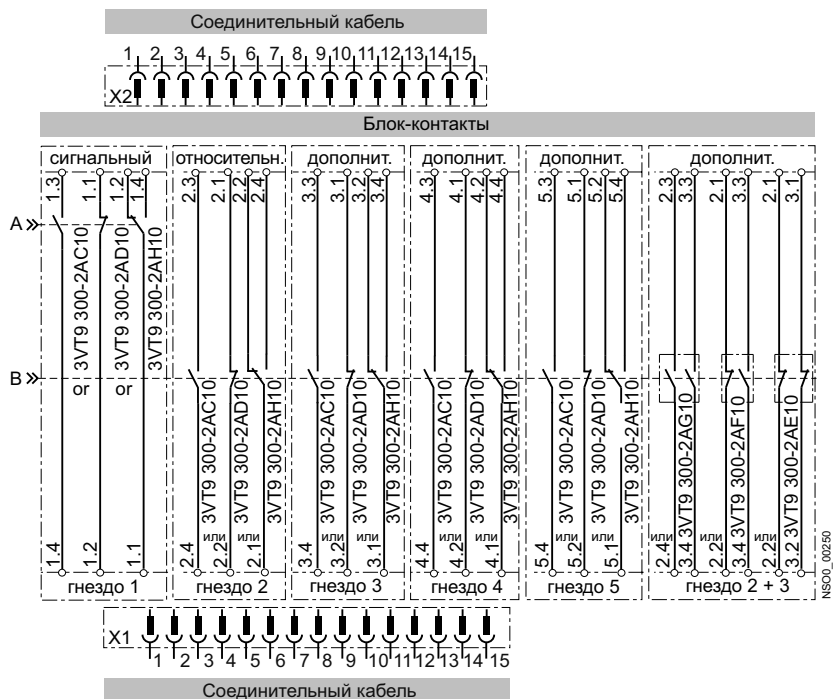 Соединительный кабель
1 2 3 4 5 6 7 8 9 10 11 12 13 14 15
X2
Блок-контакты
сигнальный относительн. дополнит. дополнит. дополнит. дополнит.
1.3 1.1 1.2 1.4 2.3 2.1 2.2 2.4 3.3 3.1 3.2 3.4 4.3 4.1 4.2 4.4 5.3 5.1 5.2 5.4 2.3 3.3 2.1 3.3 2.1 3.1
A
B
3VT9 300-2AC10
or
3VT9 300-2AD10
or
3VT9 300-2AH10
3VT9 300-2AC10
или
3VT9 300-2AD10
или
3VT9 300-2AH10
3VT9 300-2AC10
или
3VT9 300-2AD10
или
3VT9 300-2AH10
3VT9 300-2AC10
или
3VT9 300-2AD10
или
3VT9 300-2AH10
3VT9 300-2AC10
или
3VT9 300-2AD10
или
3VT9 300-2AH10
или
3VT9 300-2AG10
или
3VT9 300-2AF10
или
3VT9 300-2AE10
1.4 1.2 1.1 2.4 2.2 2.1 3.4 3.2 3.1 4.4 4.2 4.1 5.4 5.2 5.1 2.4 3.4 2.2 3.4 2.2 3.2
гнездо 1 гнездо 2 гнездо 3 гнездо 4 гнездо 5 гнездо 2 + 3
NSO0_00250
X1
1 2 3 4 5 6 7 8 9 10 11 12 13 14 15
Соединительный кабель